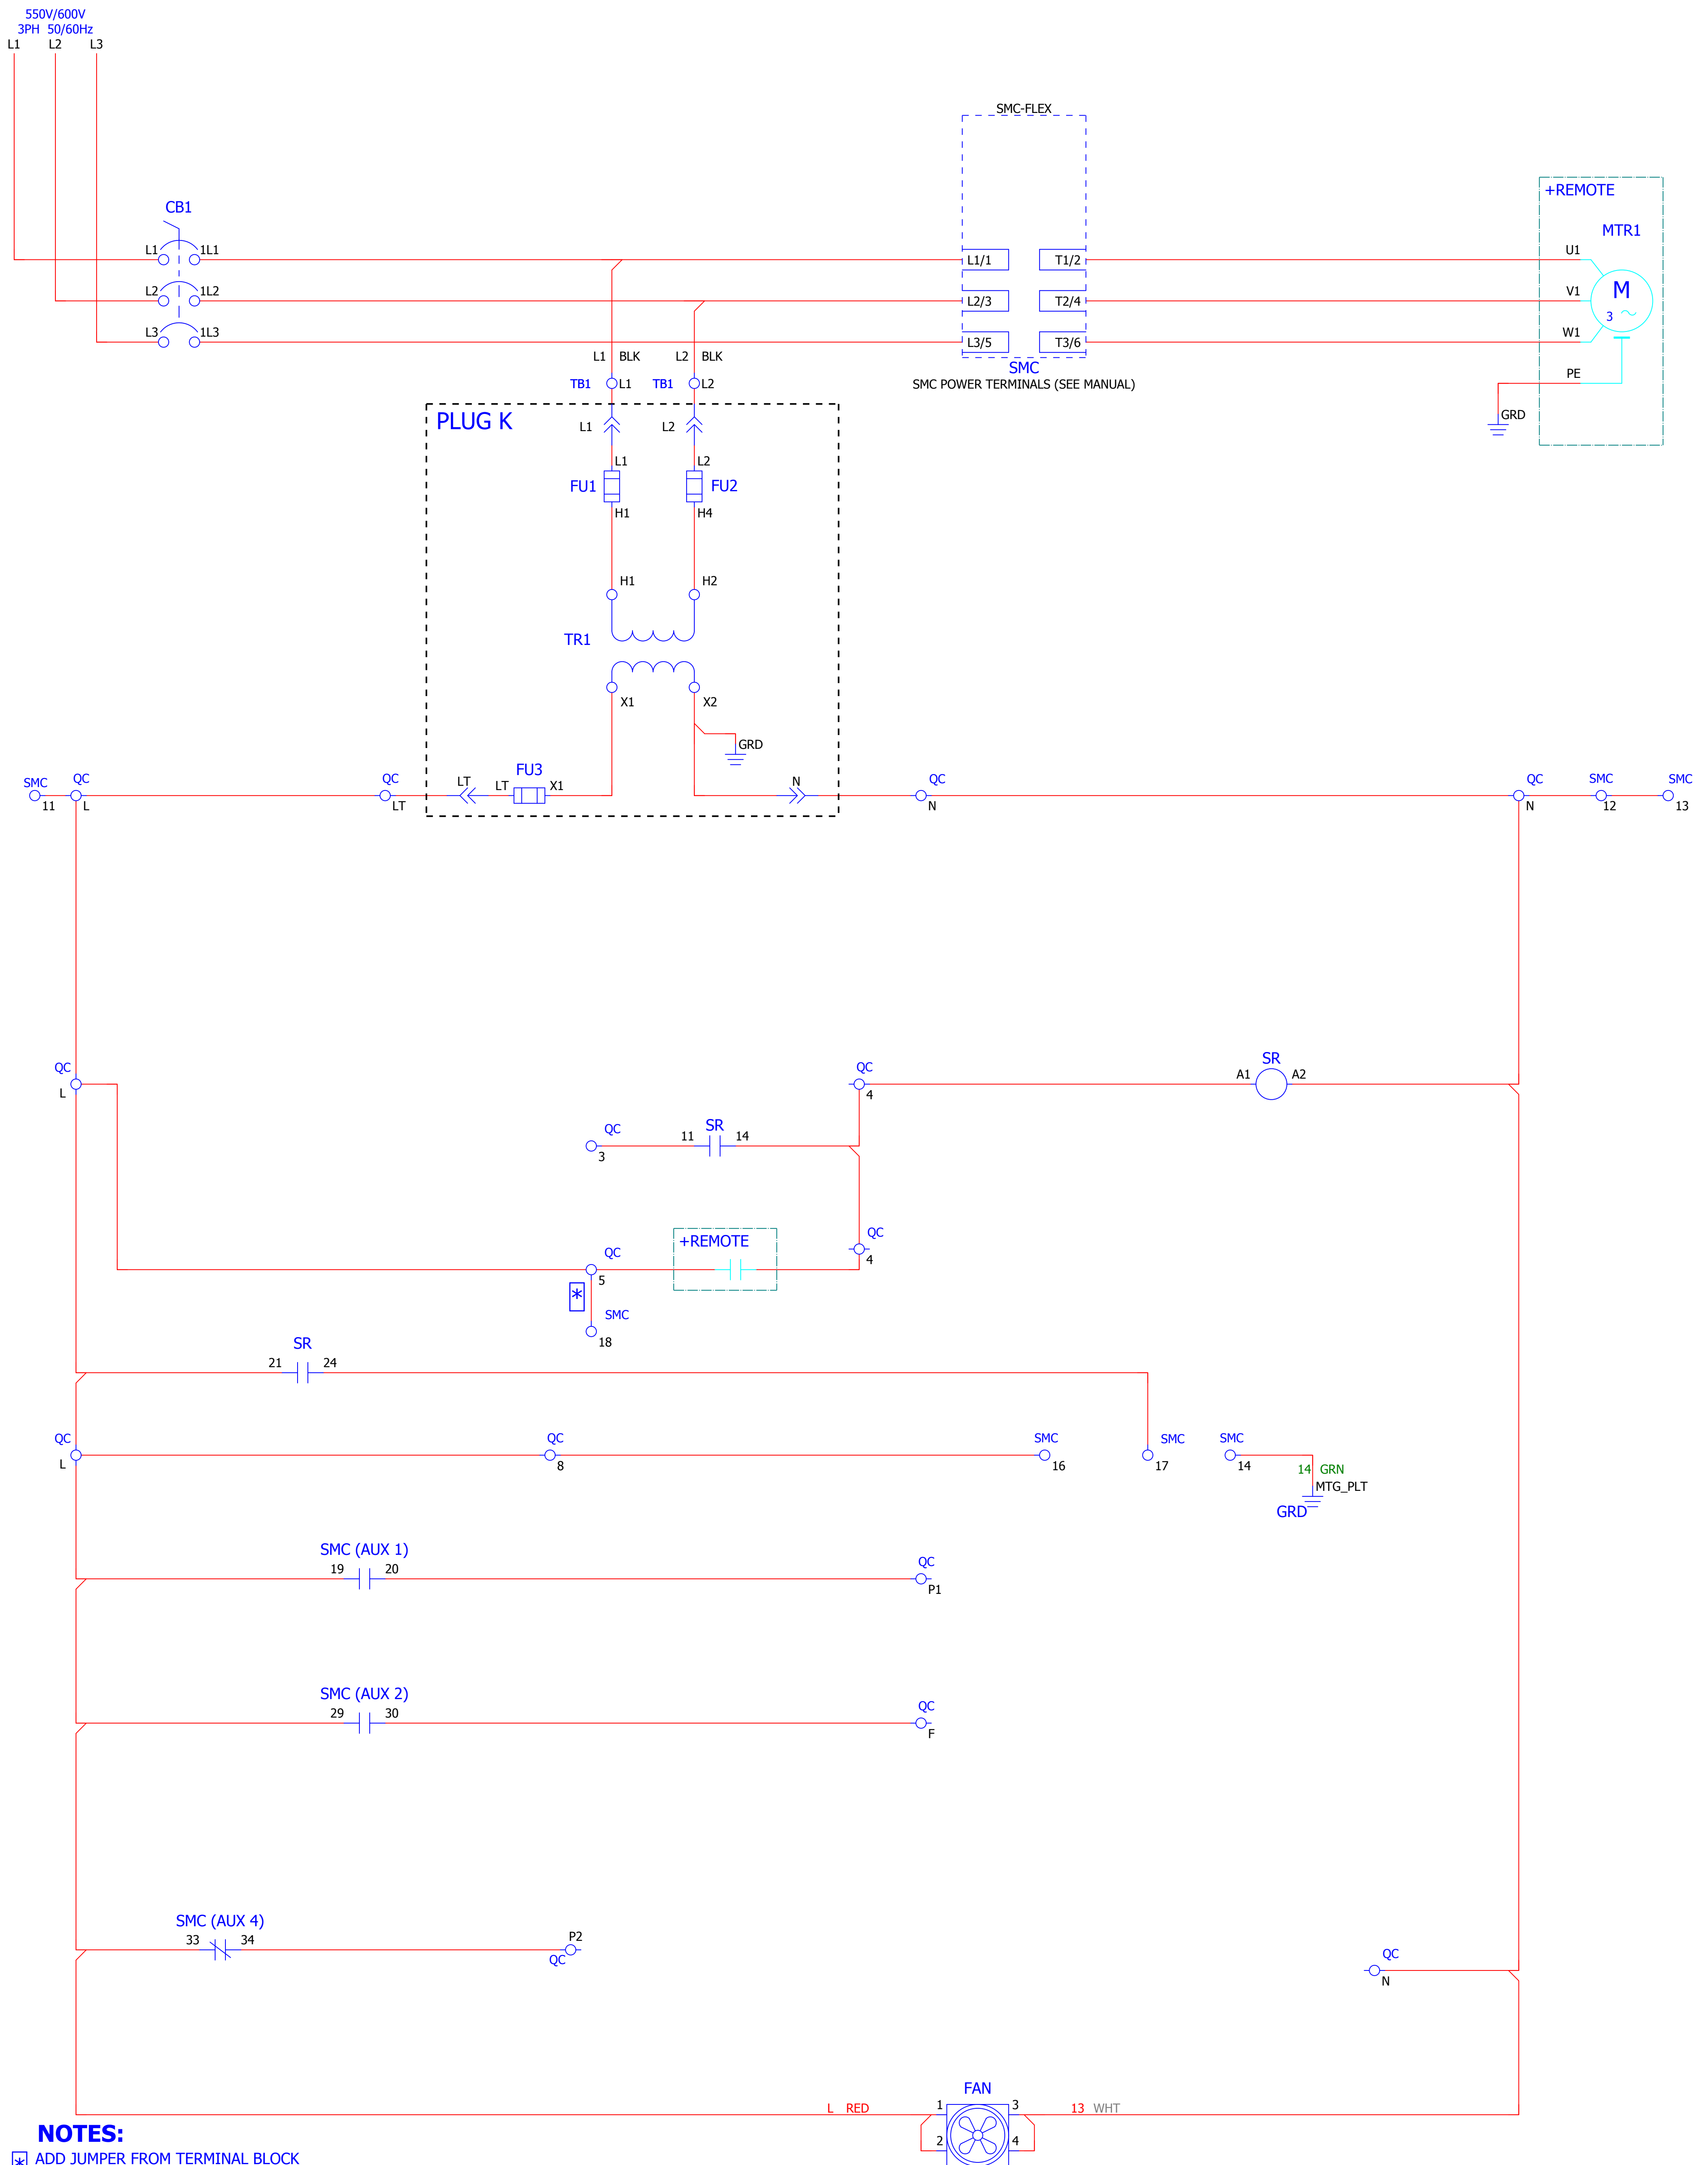 550V/600V
3PH 50/60Hz
L1 L2 L3
SMC-FLEX
+REMOTE
CB1
MTR1
L1 1L1 L1/1 T1/2 U1
L2 1L2 L2/3 T2/4 V1
M
3
L3 1L3 L3/5 T3/6 W1
L1 BLK L2 BLK
SMC
SMC POWER TERMINALS (SEE MANUAL)
PE
TB1 L1 TB1 L2
GRD
PLUG K
L1 L2
L1 L2
FU1 FU2
H1 H4
H1 H2
TR1
X1 X2
GRD
FU3
SMC QC QC LT LT X1 N QC QC SMC SMC
11 L LT N N 12 13
QC QC SR
L 4 A1 A2
QC 11 SR 14
3
QC +REMOTE QC
5 4
*
SMC
18
SR
21 24
QC QC SMC SMC SMC
L 8 16 17 14
14 GRN
MTG_PLT
GRD
SMC (AUX 1)
19 20 QC
P1
SMC (AUX 2)
29 30 QC
F
SMC (AUX 4)
33 34 P2
QC
QC
N
FAN
L RED 1 3 13 WHT
2 4
NOTES:
* ADD JUMPER FROM TERMINAL BLOCK